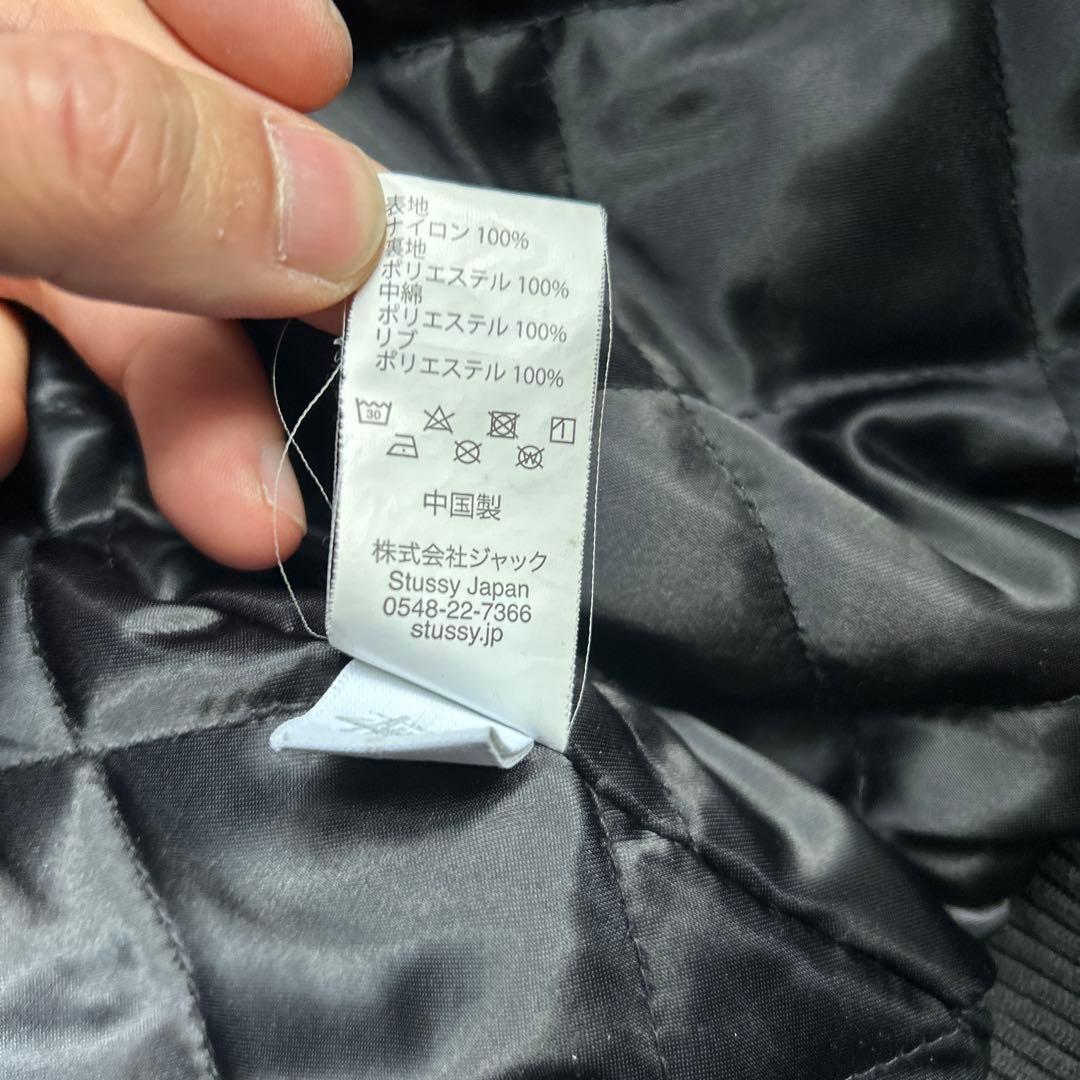 表地
ナイロン 100%
裏地
ポリエステル 100%
中綿
ポリエステル 100%
リブ
ポリエステル 100%
30
W
中国製
株式会社ジャック
Stussy Japan
0548-22-7366
stussy.jp